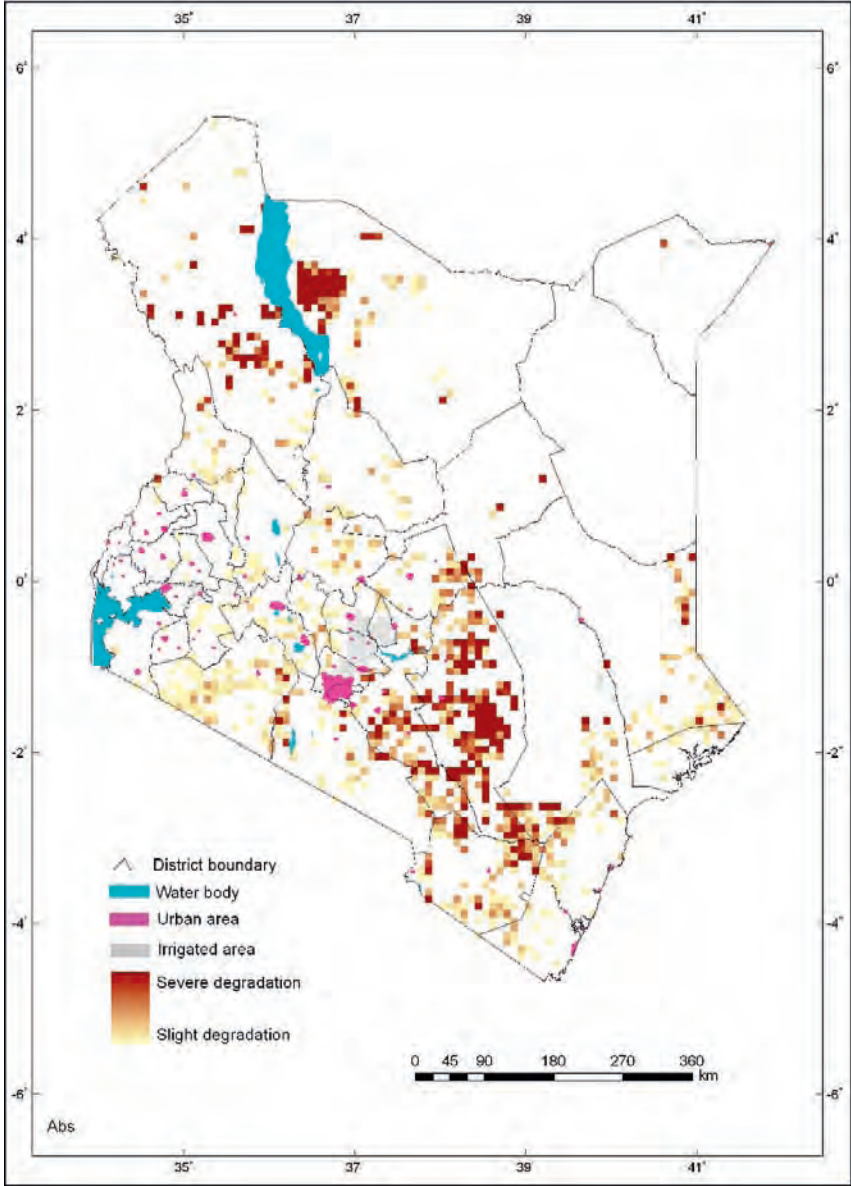 35° 37 39 41°
6° 6°
4° 4°
2° 2°
0° 0°
-2° -2°
-4° -4°
-6° -6°
District boundary
Water body
Urban area
Irrigated area
Severe degradation
Slight degradation
0 45 90 180 270 360
km
Abs
35° 37 39 41°